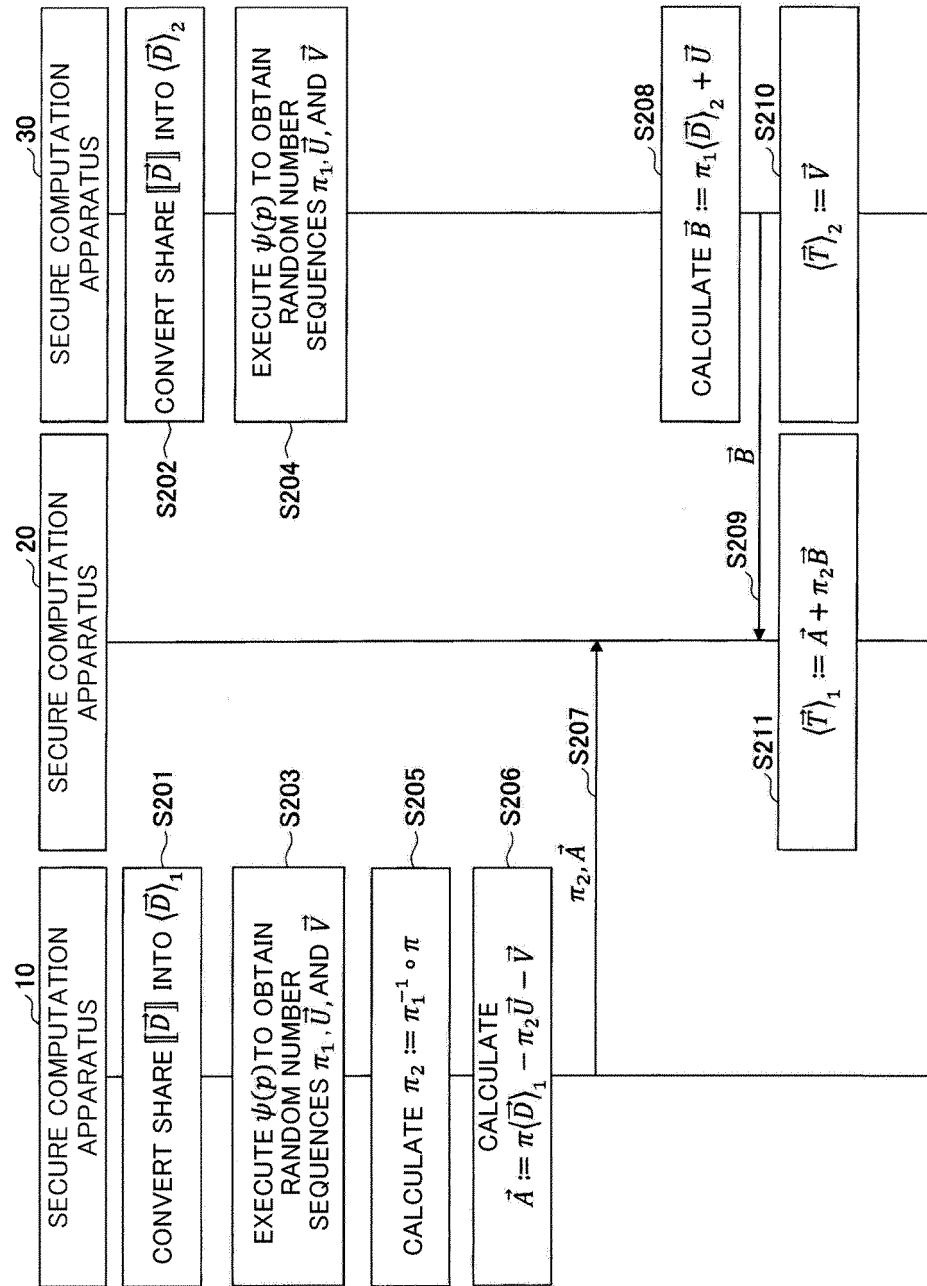 10
SECURE COMPUTATION
APPARATUS
20
SECURE COMPUTATION
APPARATUS
30
SECURE COMPUTATION
APPARATUS
S201
CONVERT SHARE ⟦D⃗⟧ INTO ⟨D⃗⟩₁
S202
CONVERT SHARE ⟦D⃗⟧ INTO ⟨D⃗⟩₂
S203
EXECUTE ψ(p) TO OBTAIN
RANDOM NUMBER
SEQUENCES π₁, U⃗, AND V⃗
S204
EXECUTE ψ(p) TO OBTAIN
RANDOM NUMBER
SEQUENCES π₁, U⃗, AND V⃗
S205
CALCULATE π₂ := π₁⁻¹ ∘ π
S206
CALCULATE
A⃗ := π⟨D⃗⟩₁ − π₂U⃗ − V⃗
S207
π₂, A⃗
S208
CALCULATE B⃗ := π₁⟨D⃗⟩₂ + U⃗
S209
B⃗
S210
⟨T⃗⟩₂ := V⃗
S211
⟨T⃗⟩₁ := A⃗ + π₂B⃗